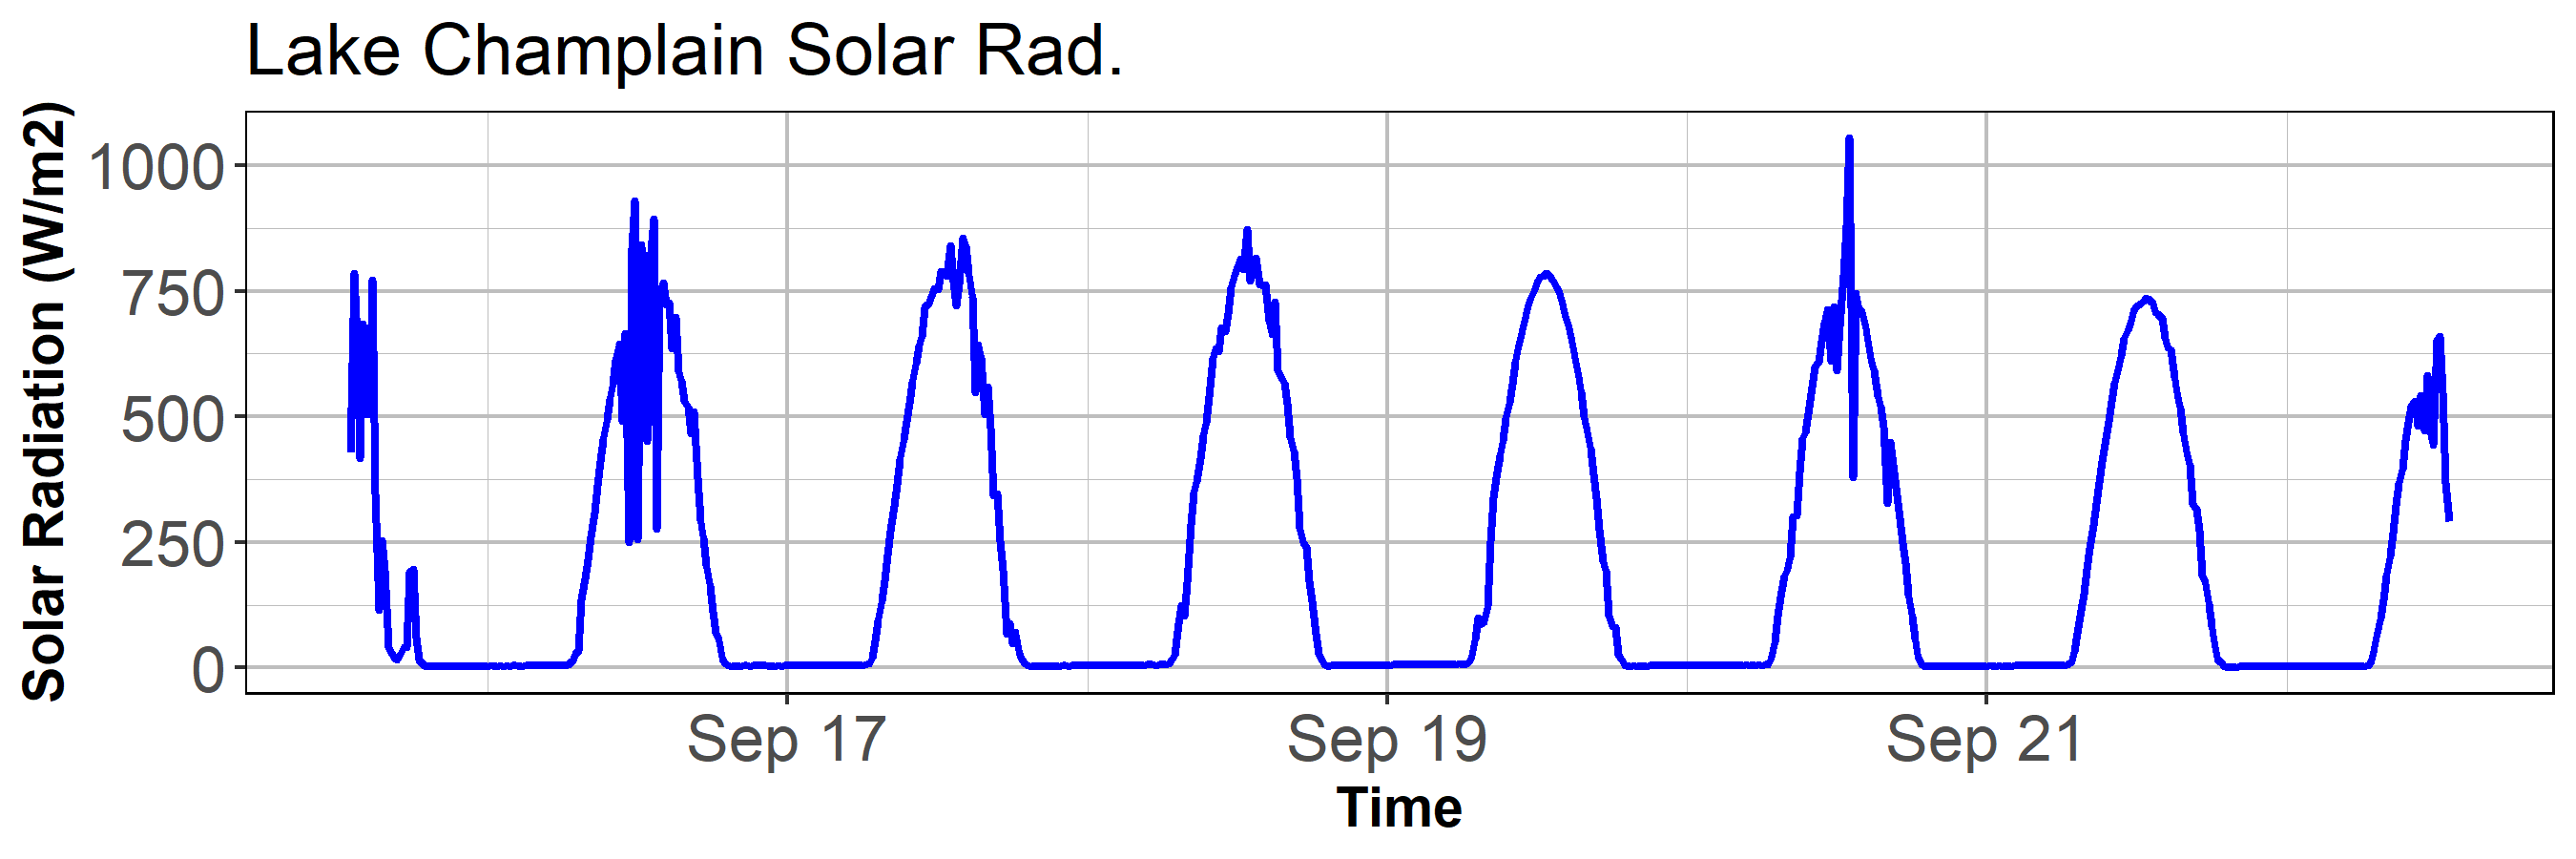 Lake Champlain Solar Rad.
Solar Radiation (W/m2)
1000
750
500
250
0
Sep 17
Sep 19
Sep 21
Time